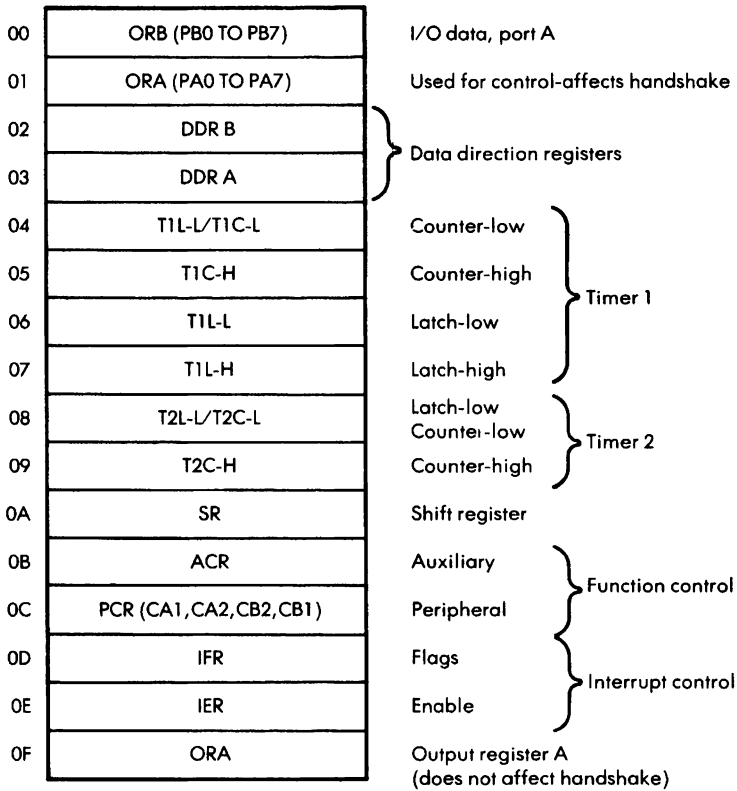 00 ORB (PB0 TO PB7) I/O data, port A
01 ORA (PA0 TO PA7) Used for control-affects handshake
02 DDR B
Data direction registers
03 DDR A
04 T1L-L/T1C-L Counter-low
05 T1C-H Counter-high
Timer 1
06 T1L-L Latch-low
07 T1L-H Latch-high
08 T2L-L/T2C-L Latch-low
Counter-low
Timer 2
09 T2C-H Counter-high
0A SR Shift register
0B ACR Auxiliary
Function control
0C PCR (CA1,CA2,CB2,CB1) Peripheral
0D IFR Flags
Interrupt control
0E IER Enable
0F ORA Output register A
(does not affect handshake)